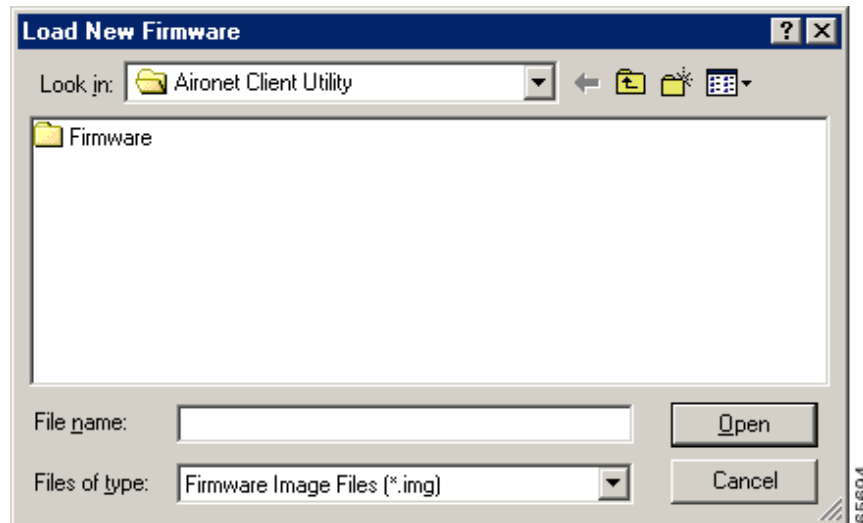 Load New Firmware
Look in: Aironet Client Utility
Firmware
File name:
Open
Files of type: Firmware Image Files (*.img)
Cancel
65694